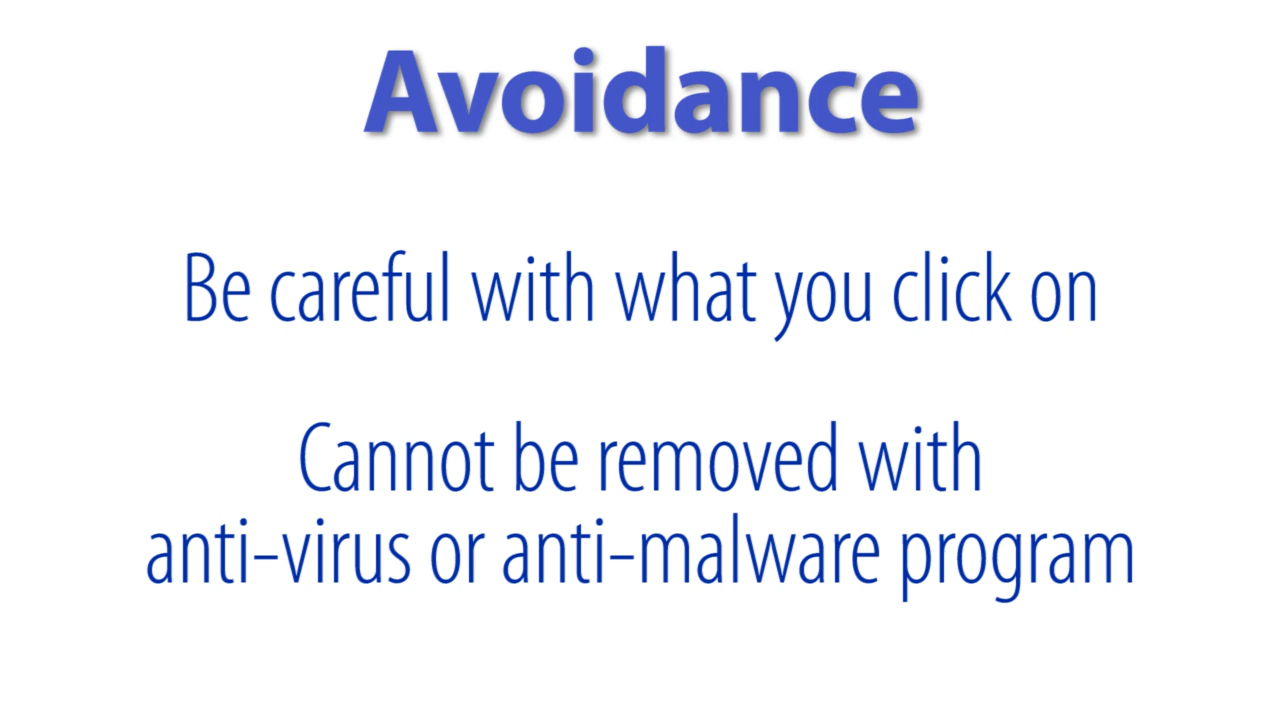 Avoidance
Be careful with what you click on
Cannot be removed with
anti-virus or anti-malware program